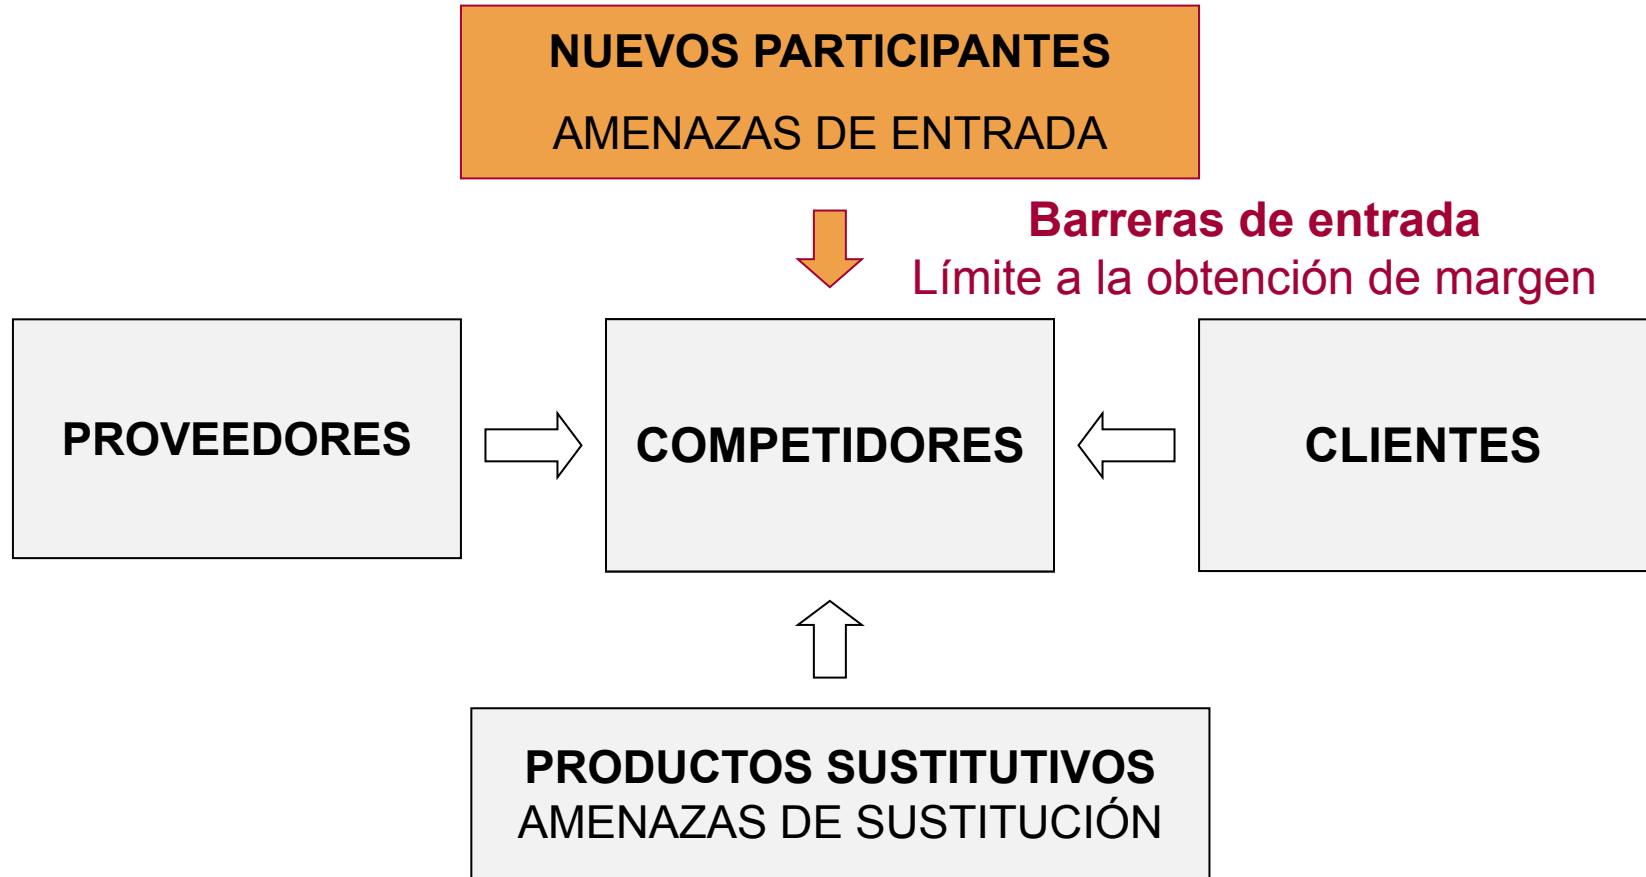 NUEVOS PARTICIPANTES
AMENAZAS DE ENTRADA
Barreras de entrada
Límite a la obtención de margen
PROVEEDORES
COMPETIDORES
CLIENTES
PRODUCTOS SUSTITUTIVOS
AMENAZAS DE SUSTITUCIÓN